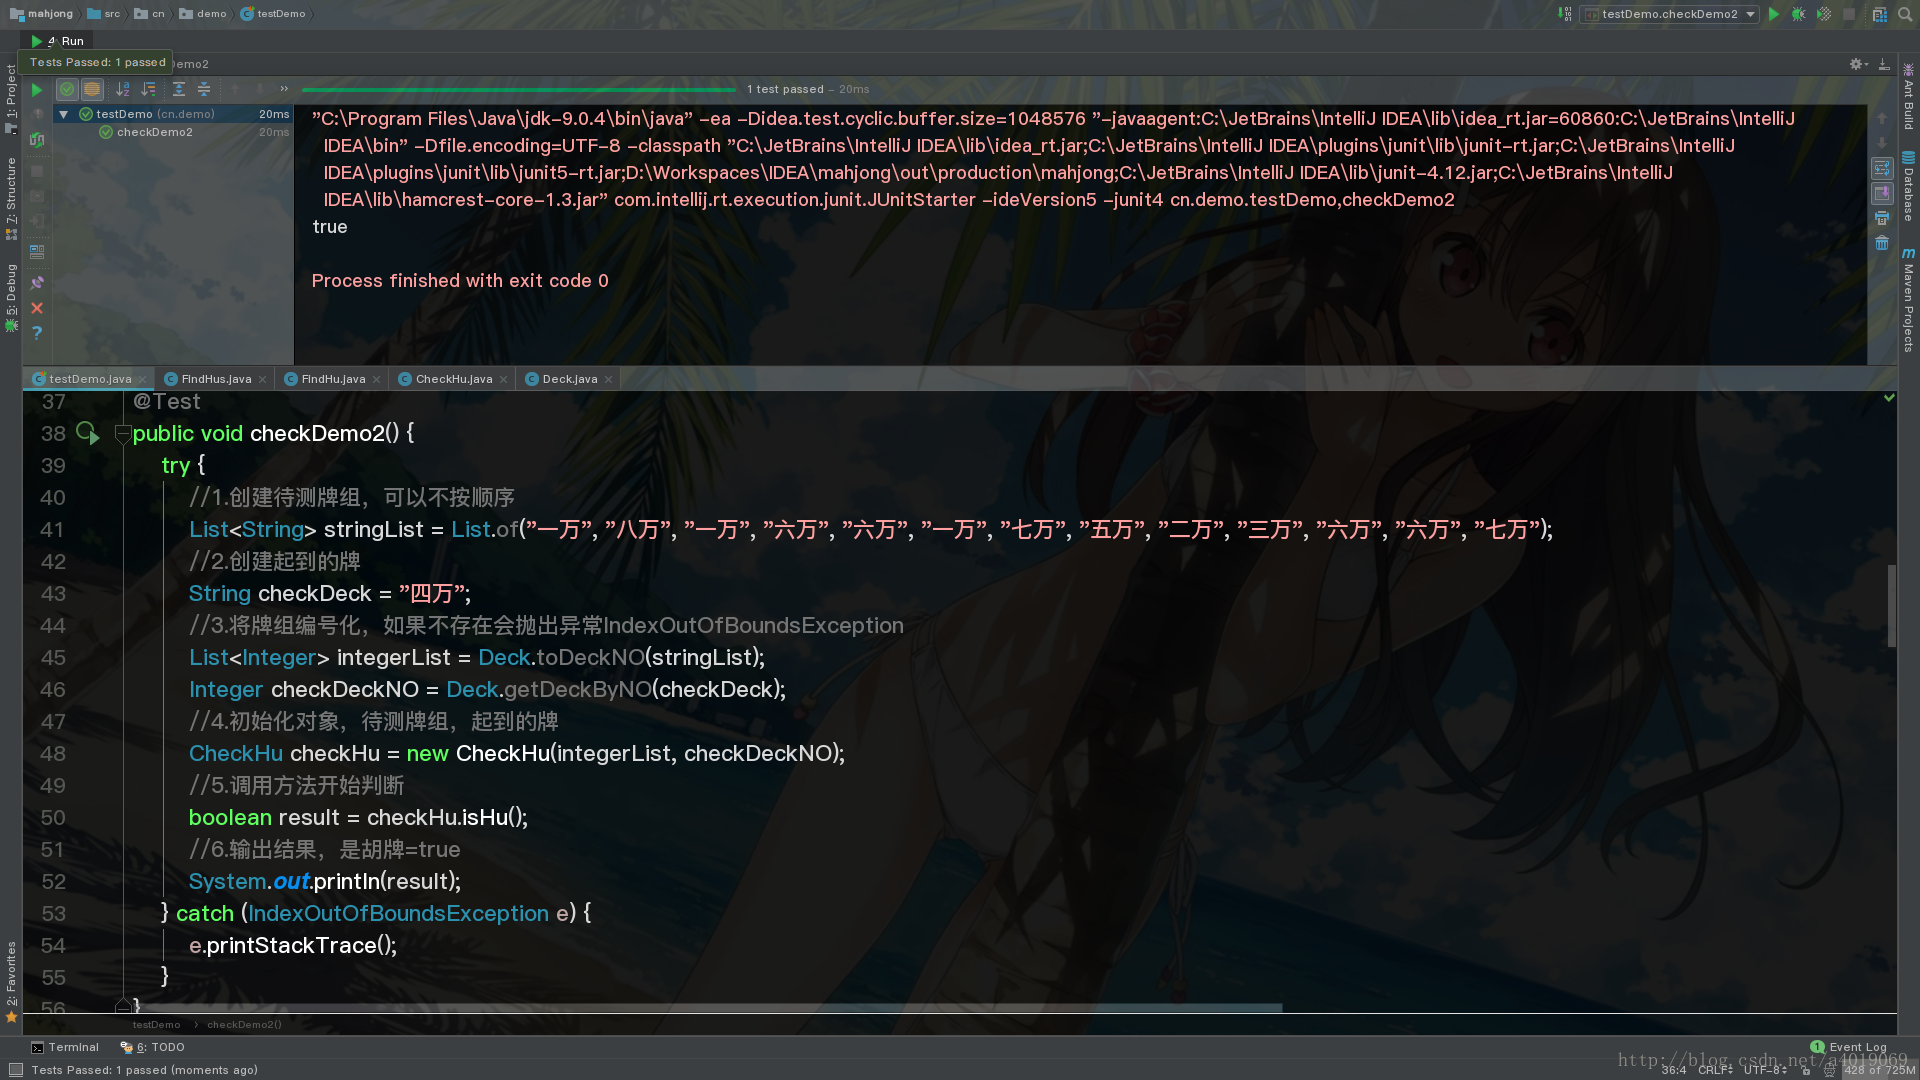 mahjong src cn demo testDemo testDemo.checkDemo2
4: Run
Tests Passed: 1 passed
Demo2
1 test passed – 20ms
testDemo (cn.demo) 20ms
checkDemo2 20ms
"C:\Program Files\Java\jdk-9.0.4\bin\java" -ea -Didea.test.cyclic.buffer.size=1048576 "-javaagent:C:\JetBrains\IntelliJ IDEA\lib\idea_rt.jar=60860:C:\JetBrains\IntelliJ
IDEA\bin" -Dfile.encoding=UTF-8 -classpath "C:\JetBrains\IntelliJ IDEA\lib\idea_rt.jar;C:\JetBrains\IntelliJ IDEA\plugins\junit\lib\junit-rt.jar;C:\JetBrains\IntelliJ
IDEA\plugins\junit\lib\junit5-rt.jar;D:\Workspaces\IDEA\mahjong\out\production\mahjong;C:\JetBrains\IntelliJ IDEA\lib\junit-4.12.jar;C:\JetBrains\IntelliJ
IDEA\lib\hamcrest-core-1.3.jar" com.intellij.rt.execution.junit.JUnitStarter -ideVersion5 -junit4 cn.demo.testDemo,checkDemo2
true
Process finished with exit code 0
1: Project
7: Structure
5: Debug
2: Favorites
Ant Build
Database
Maven Projects
testDemo.java FindHus.java FindHu.java CheckHu.java Deck.java
37 @Test
38 public void checkDemo2() {
39 try {
40 //1.创建待测牌组，可以不按顺序
41 List<String> stringList = List.of("一万", "八万", "一万", "六万", "六万", "一万", "七万", "五万", "二万", "三万", "六万", "六万", "七万");
42 //2.创建起到的牌
43 String checkDeck = "四万";
44 //3.将牌组编号化，如果不存在会抛出异常IndexOutOfBoundsException
45 List<Integer> integerList = Deck.toDeckNO(stringList);
46 Integer checkDeckNO = Deck.getDeckByNO(checkDeck);
47 //4.初始化对象，待测牌组，起到的牌
48 CheckHu checkHu = new CheckHu(integerList, checkDeckNO);
49 //5.调用方法开始判断
50 boolean result = checkHu.isHu();
51 //6.输出结果，是胡牌=true
52 System.out.println(result);
53 } catch (IndexOutOfBoundsException e) {
54 e.printStackTrace();
55 }
56 }
testDemo › checkDemo2()
Terminal 6: TODO 1 Event Log
http://blog.csdn.net/a4019069
Tests Passed: 1 passed (moments ago) 36:4 CRLF UTF-8 428 of 725M